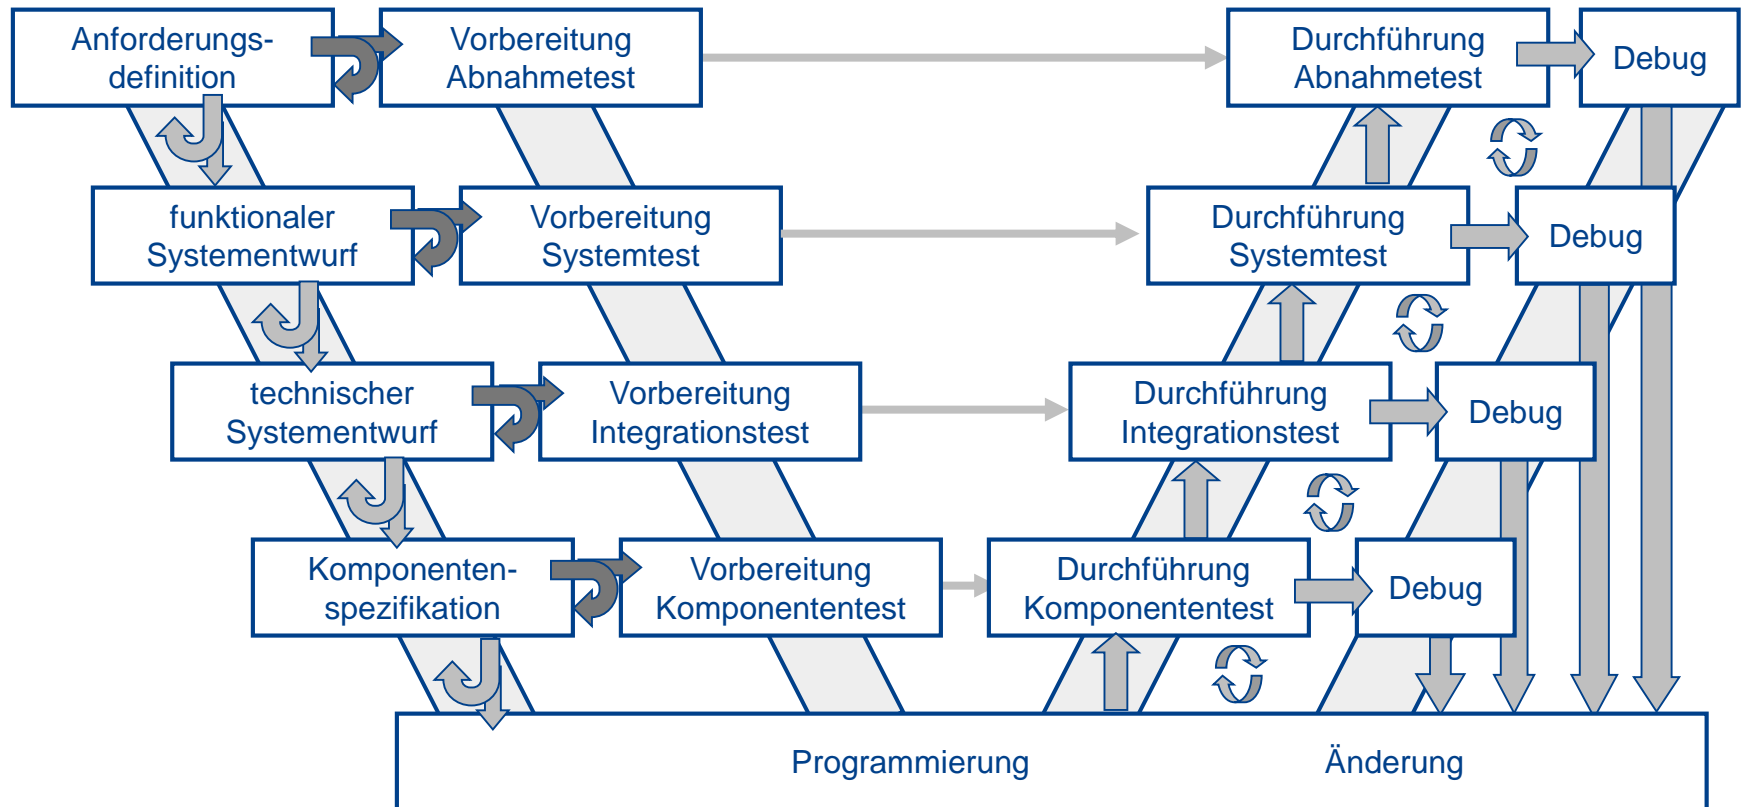 Anforderungs-
definition
Vorbereitung
Abnahmetest
Durchführung
Abnahmetest
Debug
funktionaler
Systementwurf
Vorbereitung
Systemtest
Durchführung
Systemtest
Debug
technischer
Systementwurf
Vorbereitung
Integrationstest
Durchführung
Integrationstest
Debug
Komponenten-
spezifikation
Vorbereitung
Komponententest
Durchführung
Komponententest
Debug
Programmierung
Änderung